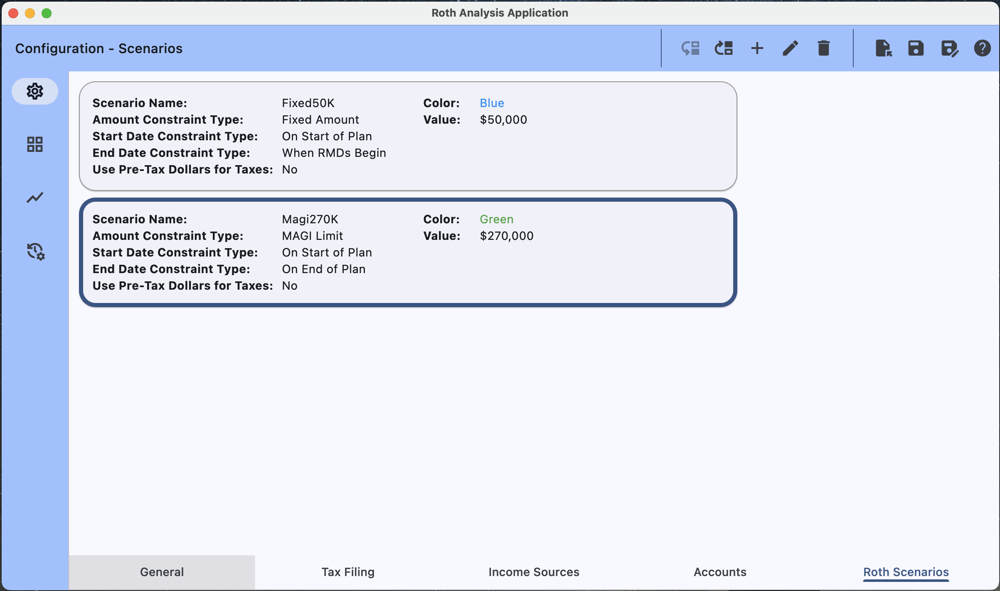 Roth Analysis Application
Configuration - Scenarios
Scenario Name: Fixed50K Color: Blue
Amount Constraint Type: Fixed Amount Value: $50,000
Start Date Constraint Type: On Start of Plan
End Date Constraint Type: When RMDs Begin
Use Pre-Tax Dollars for Taxes: No
Scenario Name: Magi270K Color: Green
Amount Constraint Type: MAGI Limit Value: $270,000
Start Date Constraint Type: On Start of Plan
End Date Constraint Type: On End of Plan
Use Pre-Tax Dollars for Taxes: No
General Tax Filing Income Sources Accounts Roth Scenarios